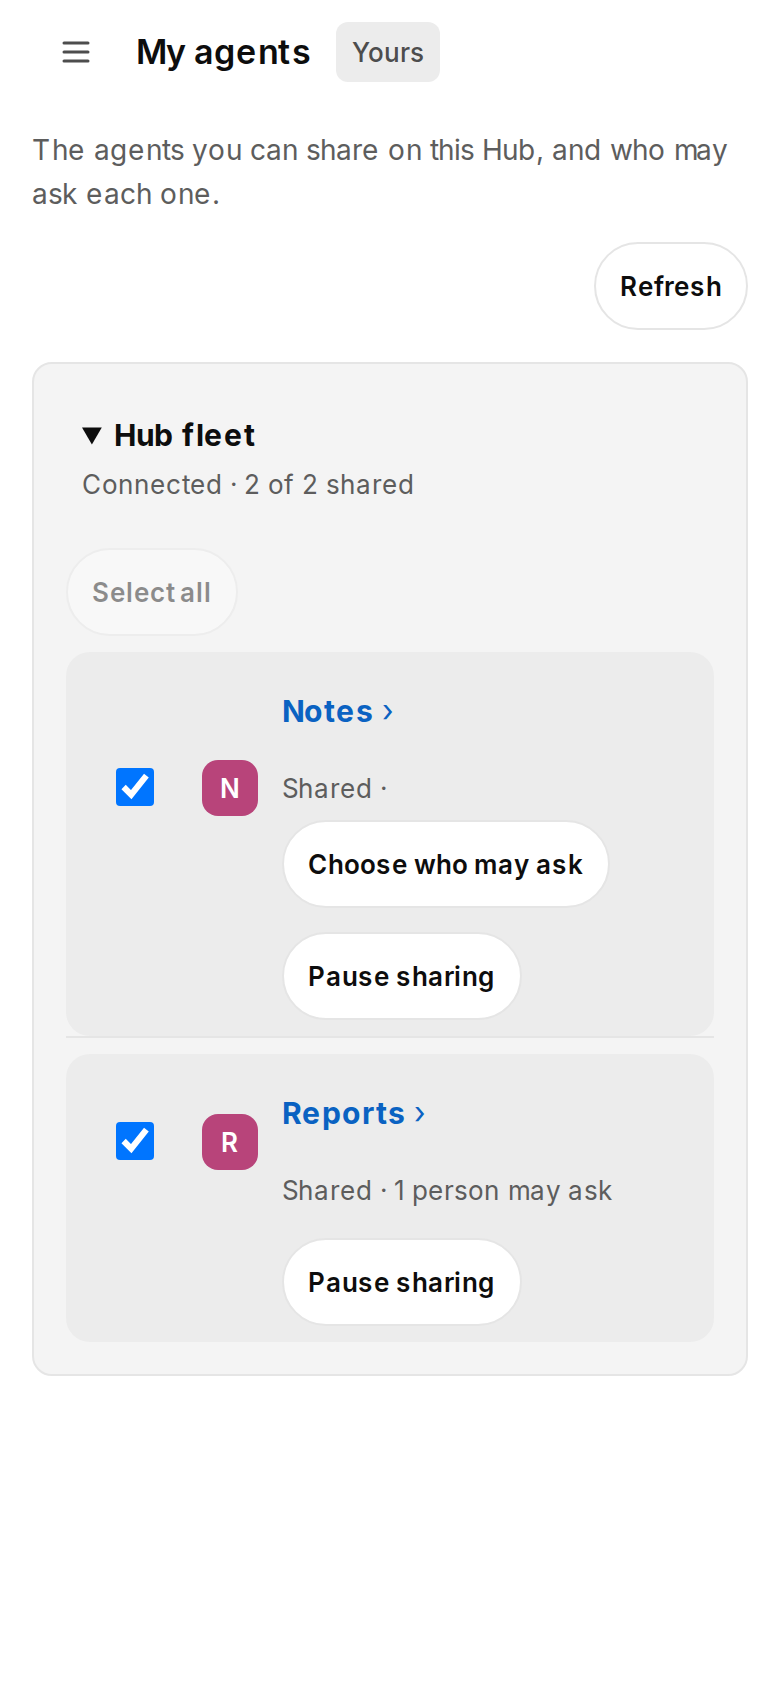 My agents Yours
The agents you can share on this Hub, and who may
ask each one.
Refresh
▼ Hub fleet
Connected · 2 of 2 shared
Select all
Notes ›
N
Shared ·
Choose who may ask
Pause sharing
Reports ›
R
Shared · 1 person may ask
Pause sharing